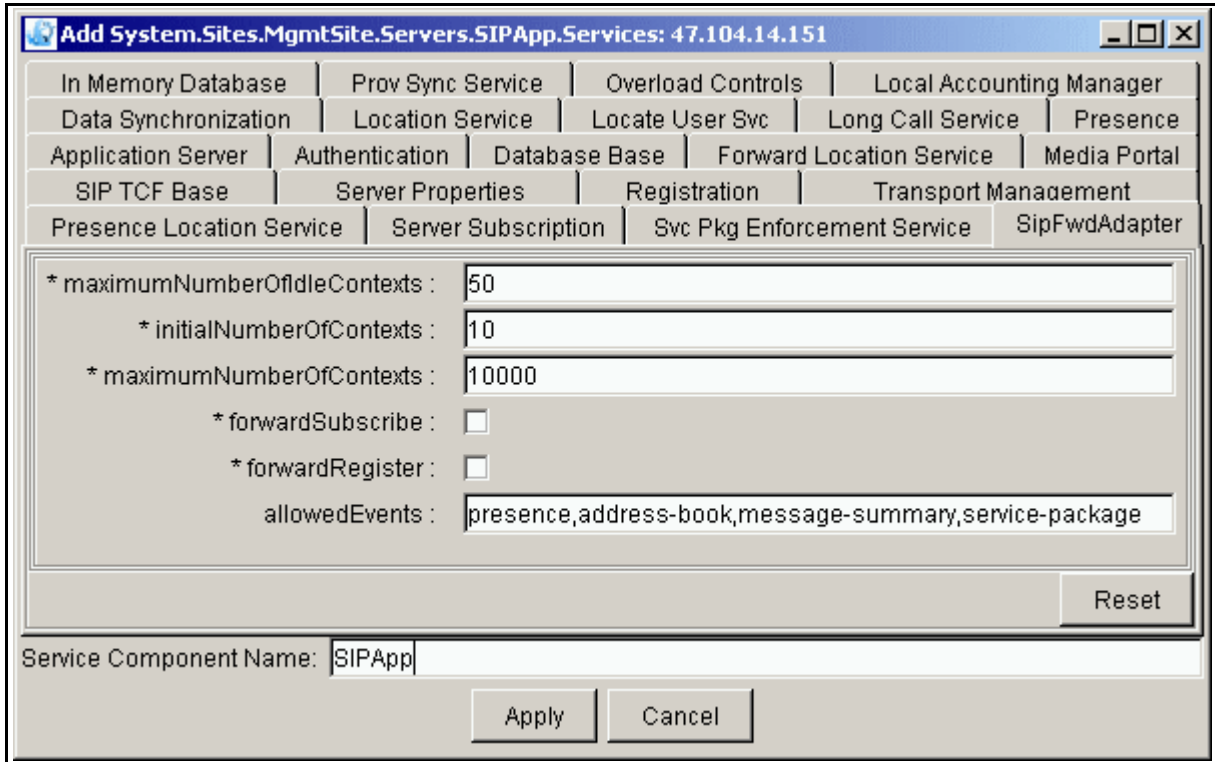 Add System.Sites.MgmtSite.Servers.SIPApp.Services: 47.104.14.151
In Memory Database Prov Sync Service Overload Controls Local Accounting Manager
Data Synchronization Location Service Locate User Svc Long Call Service Presence
Application Server Authentication Database Base Forward Location Service Media Portal
SIP TCF Base Server Properties Registration Transport Management
Presence Location Service Server Subscription Svc Pkg Enforcement Service SipFwdAdapter
* maximumNumberOfIdleContexts : 50
* initialNumberOfContexts : 10
* maximumNumberOfContexts : 10000
* forwardSubscribe :
* forwardRegister :
allowedEvents : presence,address-book,message-summary,service-package
Reset
Service Component Name: SIPApp
Apply Cancel